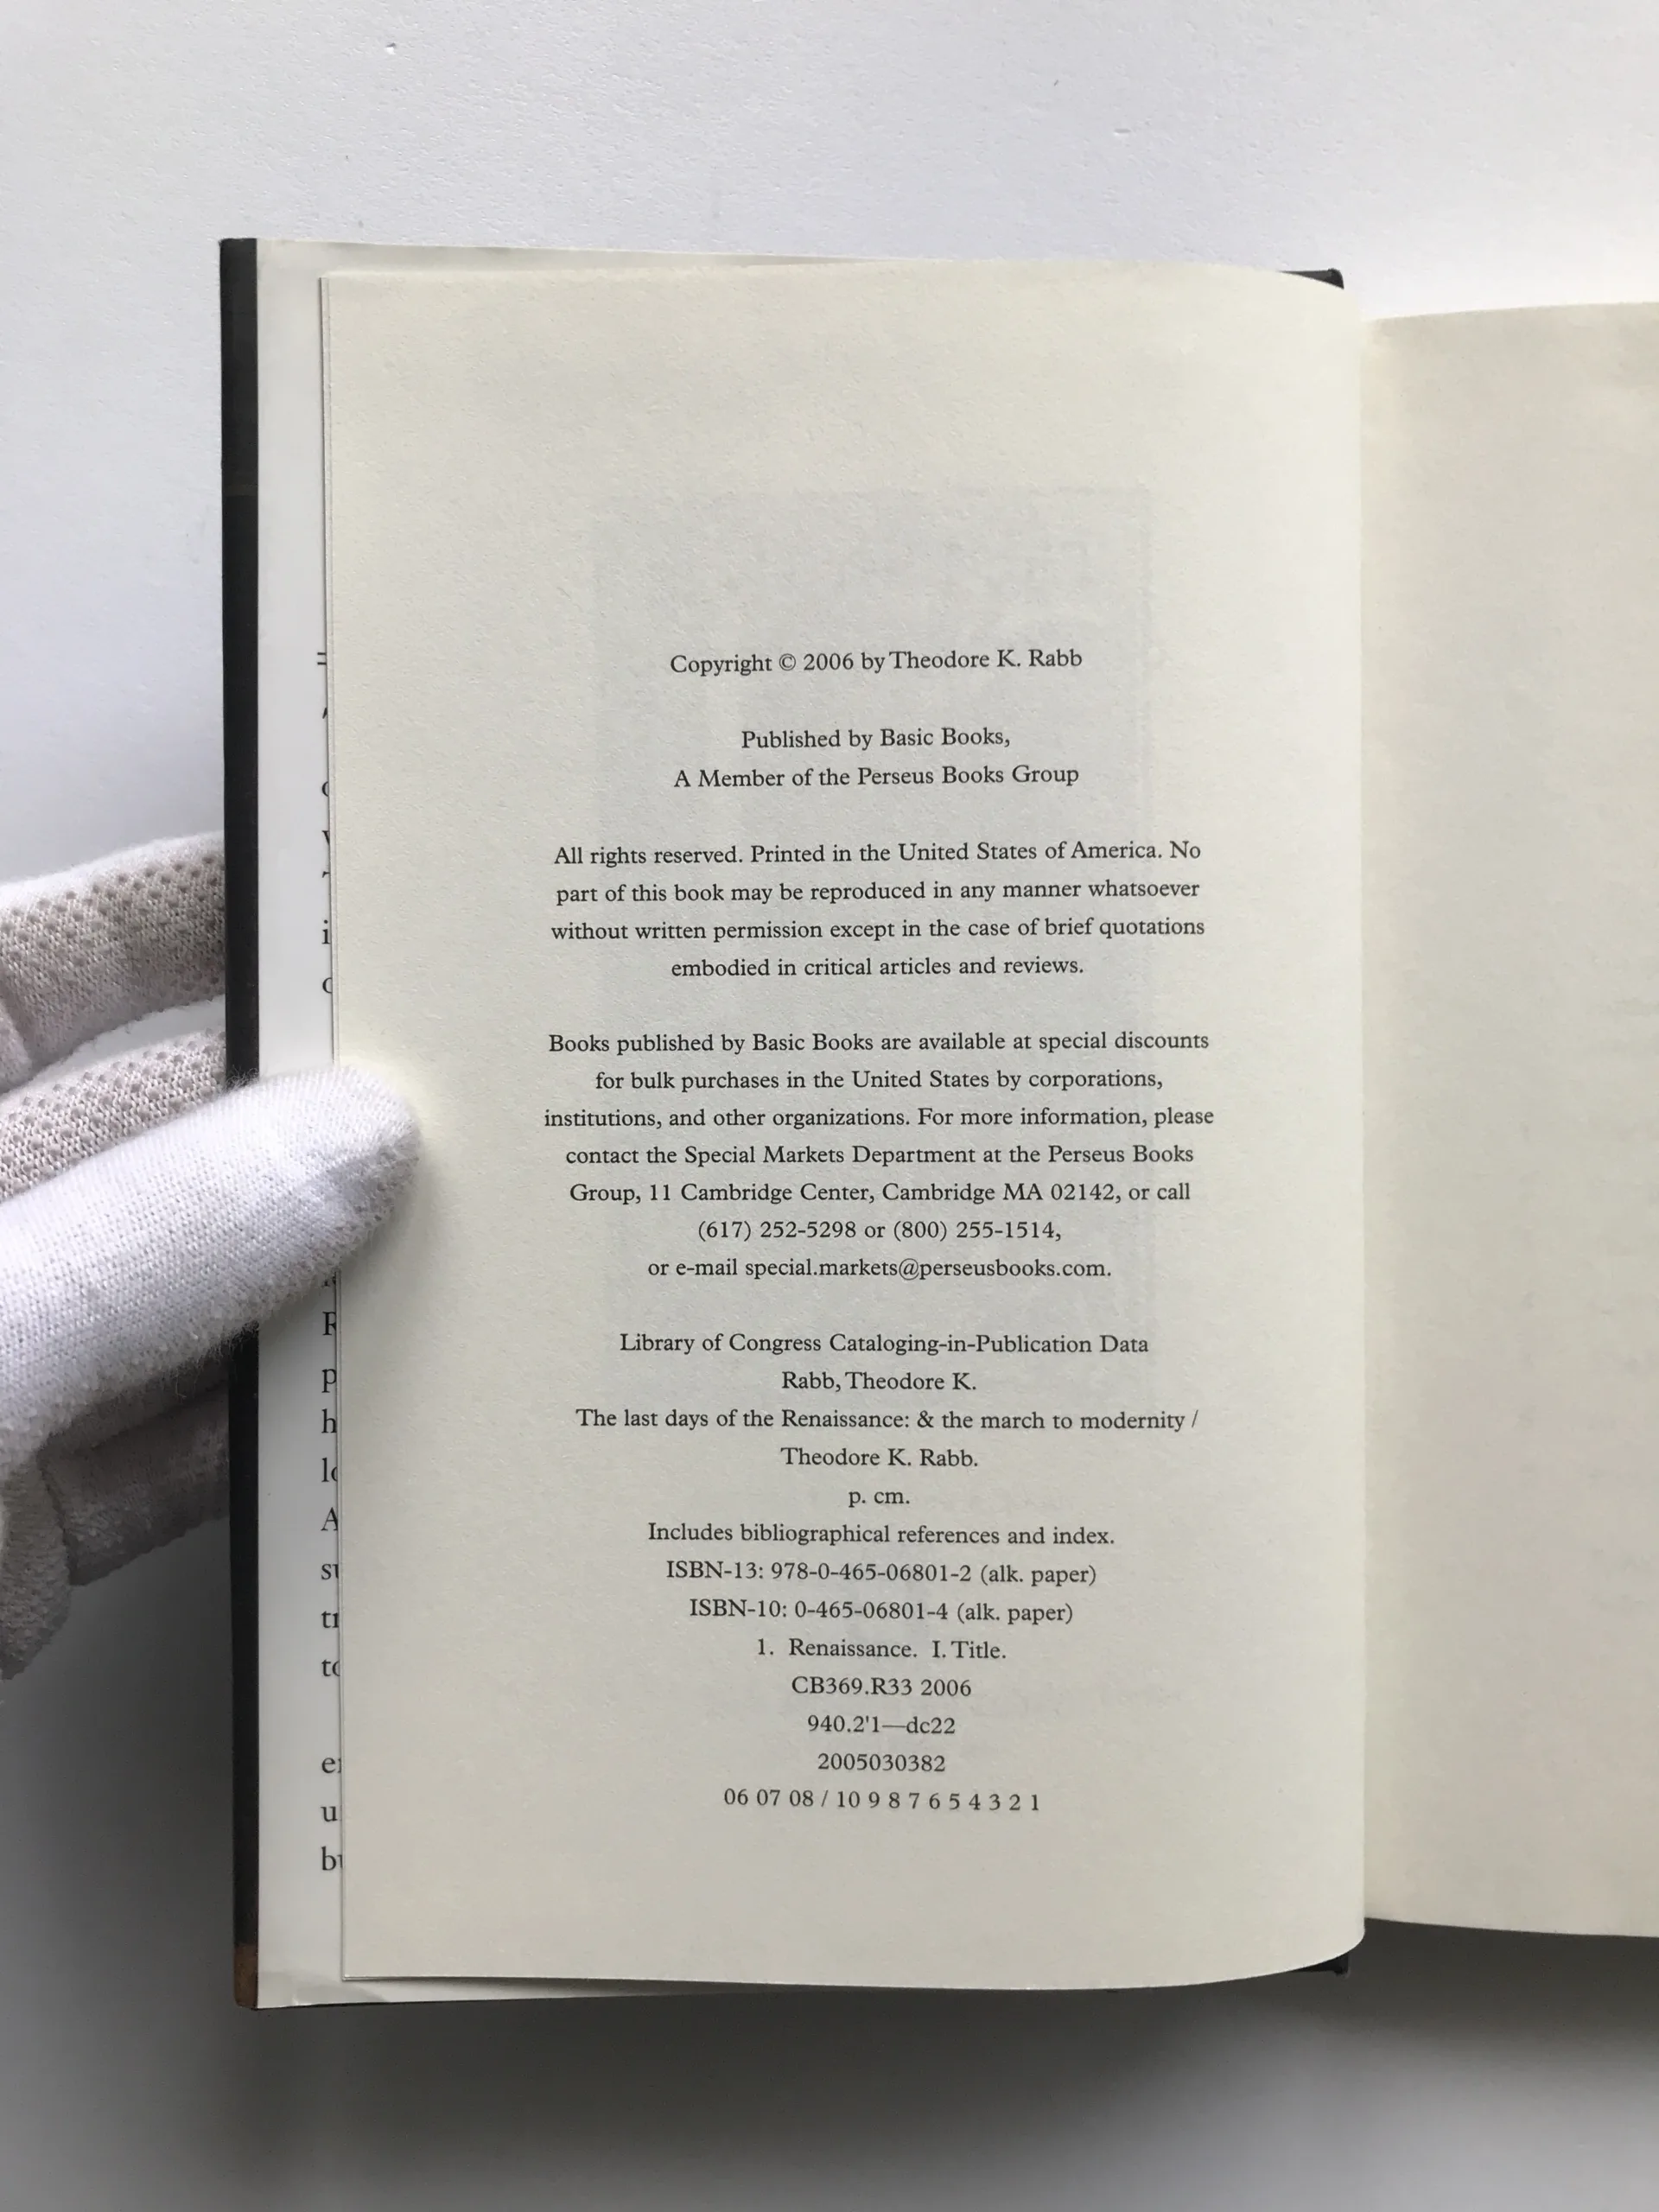 Copyright © 2006 by Theodore K. Rabb
Published by Basic Books,
A Member of the Perseus Books Group
All rights reserved. Printed in the United States of America. No
part of this book may be reproduced in any manner whatsoever
without written permission except in the case of brief quotations
embodied in critical articles and reviews.
Books published by Basic Books are available at special discounts
for bulk purchases in the United States by corporations,
institutions, and other organizations. For more information, please
contact the Special Markets Department at the Perseus Books
Group, 11 Cambridge Center, Cambridge MA 02142, or call
(617) 252-5298 or (800) 255-1514,
or e-mail special.markets@perseusbooks.com.
Library of Congress Cataloging-in-Publication Data
Rabb, Theodore K.
The last days of the Renaissance: & the march to modernity /
Theodore K. Rabb.
p. cm.
Includes bibliographical references and index.
ISBN-13: 978-0-465-06801-2 (alk. paper)
ISBN-10: 0-465-06801-4 (alk. paper)
1. Renaissance. I. Title.
CB369.R33 2006
940.2'1—dc22
2005030382
06 07 08 / 10 9 8 7 6 5 4 3 2 1